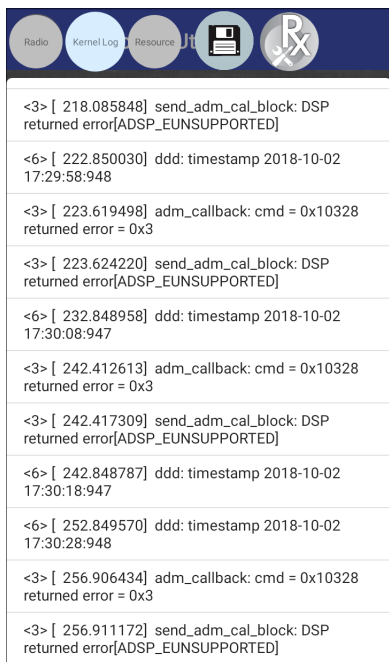 Radio
Kernel Log
Resource
Ut
Rx
<3> [  218.085848]  send_adm_cal_block: DSP
returned error[ADSP_EUNSUPPORTED]
<6> [  222.850030]  ddd: timestamp 2018-10-02
17:29:58:948
<3> [  223.619498]  adm_callback: cmd = 0x10328
returned error = 0x3
<3> [  223.624220]  send_adm_cal_block: DSP
returned error[ADSP_EUNSUPPORTED]
<6> [  232.848958]  ddd: timestamp 2018-10-02
17:30:08:947
<3> [  242.412613]  adm_callback: cmd = 0x10328
returned error = 0x3
<3> [  242.417309]  send_adm_cal_block: DSP
returned error[ADSP_EUNSUPPORTED]
<6> [  242.848787]  ddd: timestamp 2018-10-02
17:30:18:947
<6> [  252.849570]  ddd: timestamp 2018-10-02
17:30:28:948
<3> [  256.906434]  adm_callback: cmd = 0x10328
returned error = 0x3
<3> [  256.911172]  send_adm_cal_block: DSP
returned error[ADSP_EUNSUPPORTED]